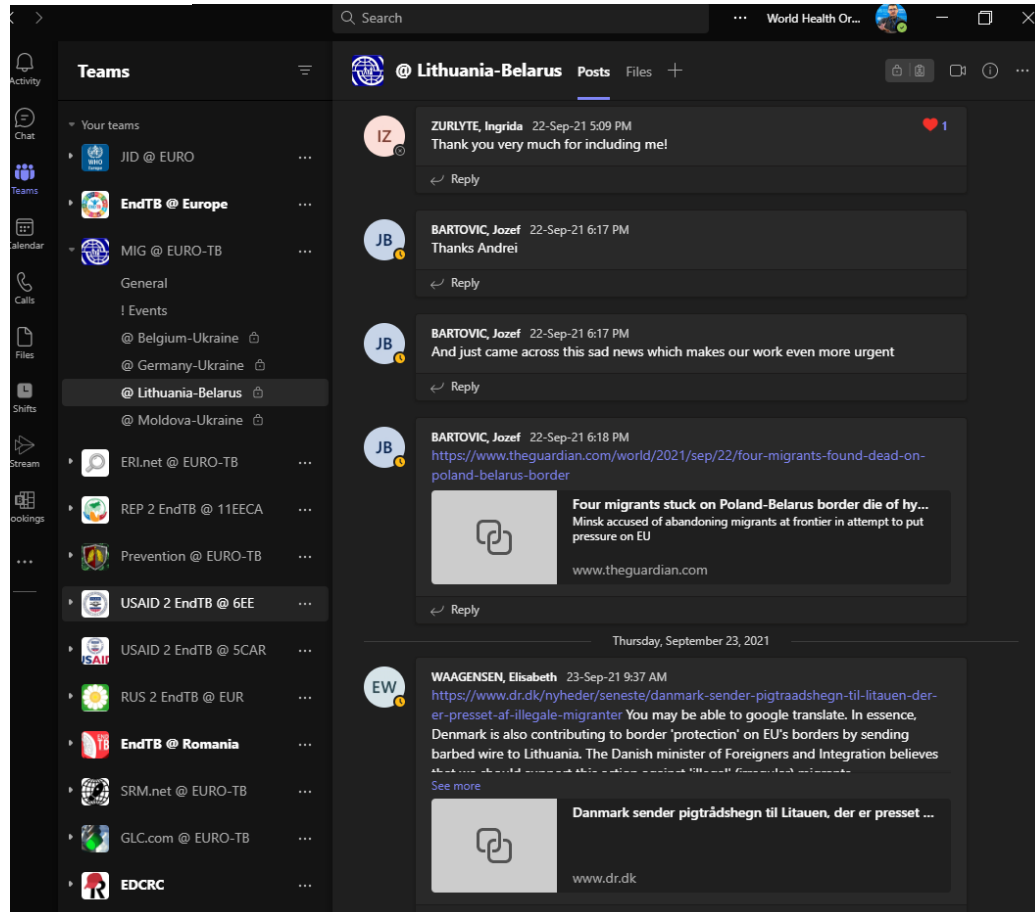 Search
World Health Or...
Activity
Chat
Teams
Calendar
Calls
Files
Shifts
Stream
Bookings
Teams
Your teams
JID @ EURO
EndTB @ Europe
MIG @ EURO-TB
General
! Events
@ Belgium-Ukraine
@ Germany-Ukraine
@ Lithuania-Belarus
@ Moldova-Ukraine
ERI.net @ EURO-TB
REP 2 EndTB @ 11EECA
Prevention @ EURO-TB
USAID 2 EndTB @ 6EE
USAID 2 EndTB @ 5CAR
RUS 2 EndTB @ EUR
EndTB @ Romania
SRM.net @ EURO-TB
GLC.com @ EURO-TB
EDCRC
@ Lithuania-Belarus Posts Files
IZ
ZURLYTE, Ingrida 22-Sep-21 5:09 PM
1
Thank you very much for including me!
Reply
JB
BARTOVIC, Jozef 22-Sep-21 6:17 PM
Thanks Andrei
Reply
JB
BARTOVIC, Jozef 22-Sep-21 6:17 PM
And just came across this sad news which makes our work even more urgent
Reply
JB
BARTOVIC, Jozef 22-Sep-21 6:18 PM
https://www.theguardian.com/world/2021/sep/22/four-migrants-found-dead-on-
poland-belarus-border
Four migrants stuck on Poland-Belarus border die of hy...
Minsk accused of abandoning migrants at frontier in attempt to put
pressure on EU
www.theguardian.com
Reply
Thursday, September 23, 2021
EW
WAAGENSEN, Elisabeth 23-Sep-21 9:37 AM
https://www.dr.dk/nyheder/seneste/danmark-sender-pigtraadshegn-til-litauen-der-
er-presset-af-illegale-migranter You may be able to google translate. In essence,
Denmark is also contributing to border 'protection' on EU's borders by sending
barbed wire to Lithuania. The Danish minister of Foreigners and Integration believes
that we should support this action against 'illegal' (irregular) migrants
See more
Danmark sender pigtrådshegn til Litauen, der er presset ...
www.dr.dk